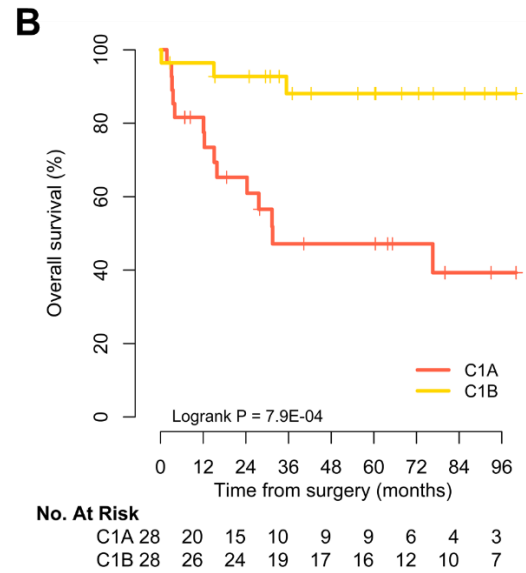 B
Overall survival (%)
100
80
60
40
20
0
C1A
C1B
Logrank P = 7.9E-04
0 12 24 36 48 60 72 84 96
Time from surgery (months)
No. At Risk
C1A 28 20 15 10 9 9 6 4 3
C1B 28 26 24 19 17 16 12 10 7